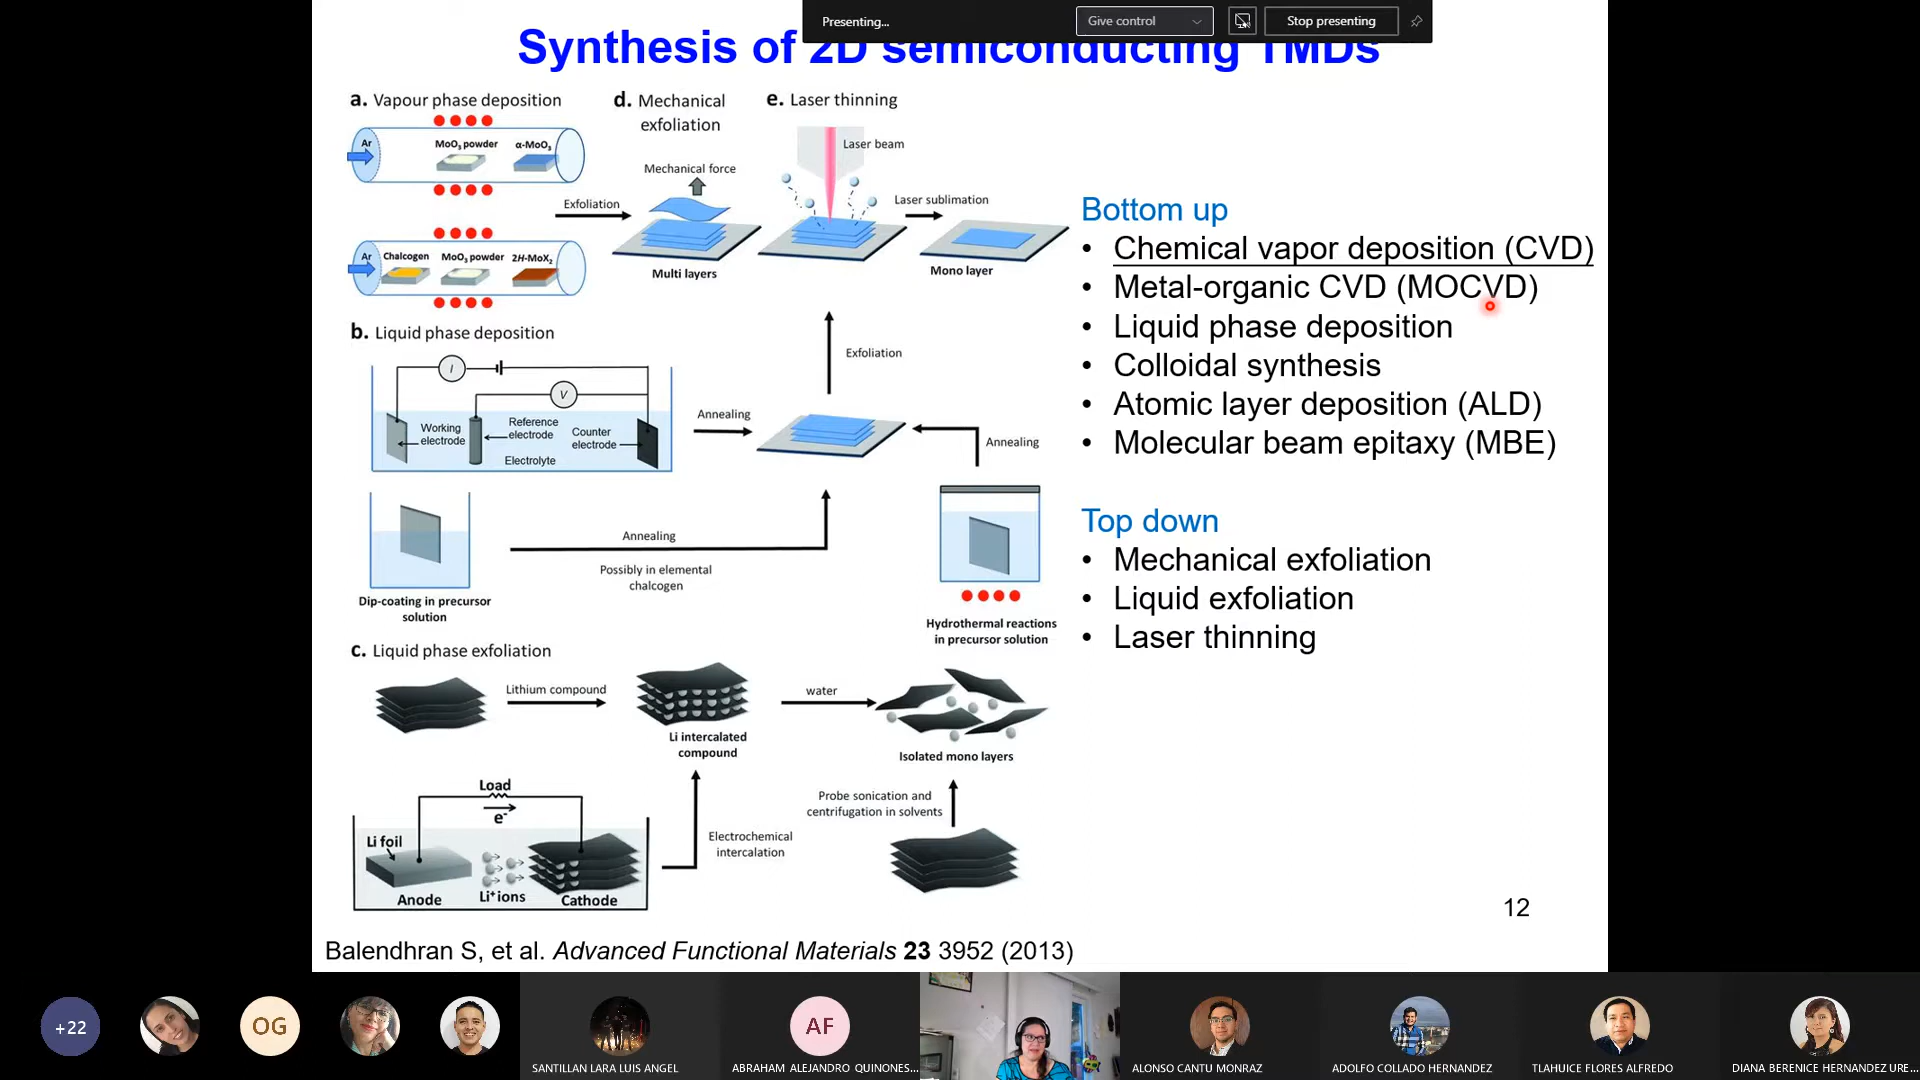 Presenting...
Give control
Stop presenting
Synthesis of 2D semiconducting TMDs
a. Vapour phase deposition
Ar
MoO₃ powder
α-MoO₃
Ar
Chalcogen
MoO₃ powder
2H-MoX₂
Exfoliation
d. Mechanical
exfoliation
Mechanical force
Multi layers
e. Laser thinning
Laser beam
Laser sublimation
Mono layer
Exfoliation
b. Liquid phase deposition
I
V
Working
electrode
Reference
electrode
Counter
electrode
Electrolyte
Annealing
Annealing
Dip-coating in precursor
solution
Annealing
Possibly in elemental
chalcogen
Hydrothermal reactions
in precursor solution
c. Liquid phase exfoliation
Lithium compound
Li intercalated
compound
water
Isolated mono layers
Load
e⁻
Li foil
Anode
Li⁺ions
Cathode
Electrochemical
intercalation
Probe sonication and
centrifugation in solvents
Bottom up
• Chemical vapor deposition (CVD)
• Metal-organic CVD (MOCVD)
• Liquid phase deposition
• Colloidal synthesis
• Atomic layer deposition (ALD)
• Molecular beam epitaxy (MBE)
Top down
• Mechanical exfoliation
• Liquid exfoliation
• Laser thinning
12
Balendhran S, et al. Advanced Functional Materials 23 3952 (2013)
+22
OG
SANTILLAN LARA LUIS ANGEL
AF
ABRAHAM ALEJANDRO QUINONES...
ALONSO CANTU MONRAZ
ADOLFO COLLADO HERNANDEZ
TLAHUICE FLORES ALFREDO
DIANA BERENICE HERNANDEZ URE...